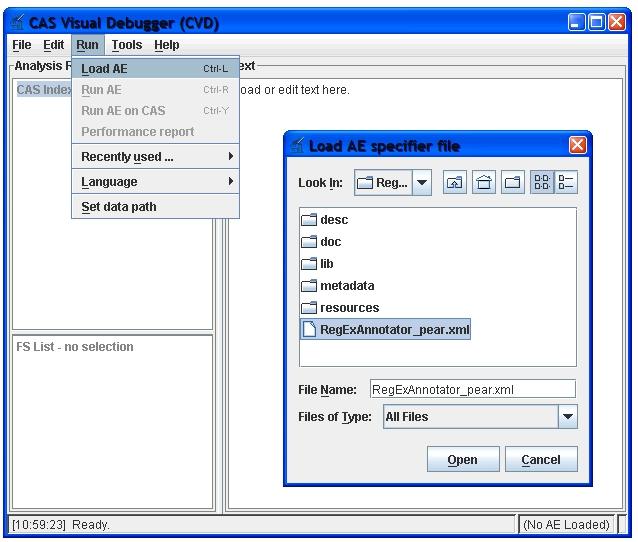 CAS Visual Debugger (CVD)
File Edit Run Tools Help
Analysis R
ext
CAS Index
oad or edit text here.
Load AE Ctrl-L
Run AE Ctrl-R
Run AE on CAS Ctrl-Y
Performance report
Recently used ...
Language
Set data path
FS List - no selection
Load AE specifier file
Look In: Reg...
desc
doc
lib
metadata
resources
RegExAnnotator_pear.xml
File Name: RegExAnnotator_pear.xml
Files of Type: All Files
Open Cancel
[10:59:23] Ready. (No AE Loaded)